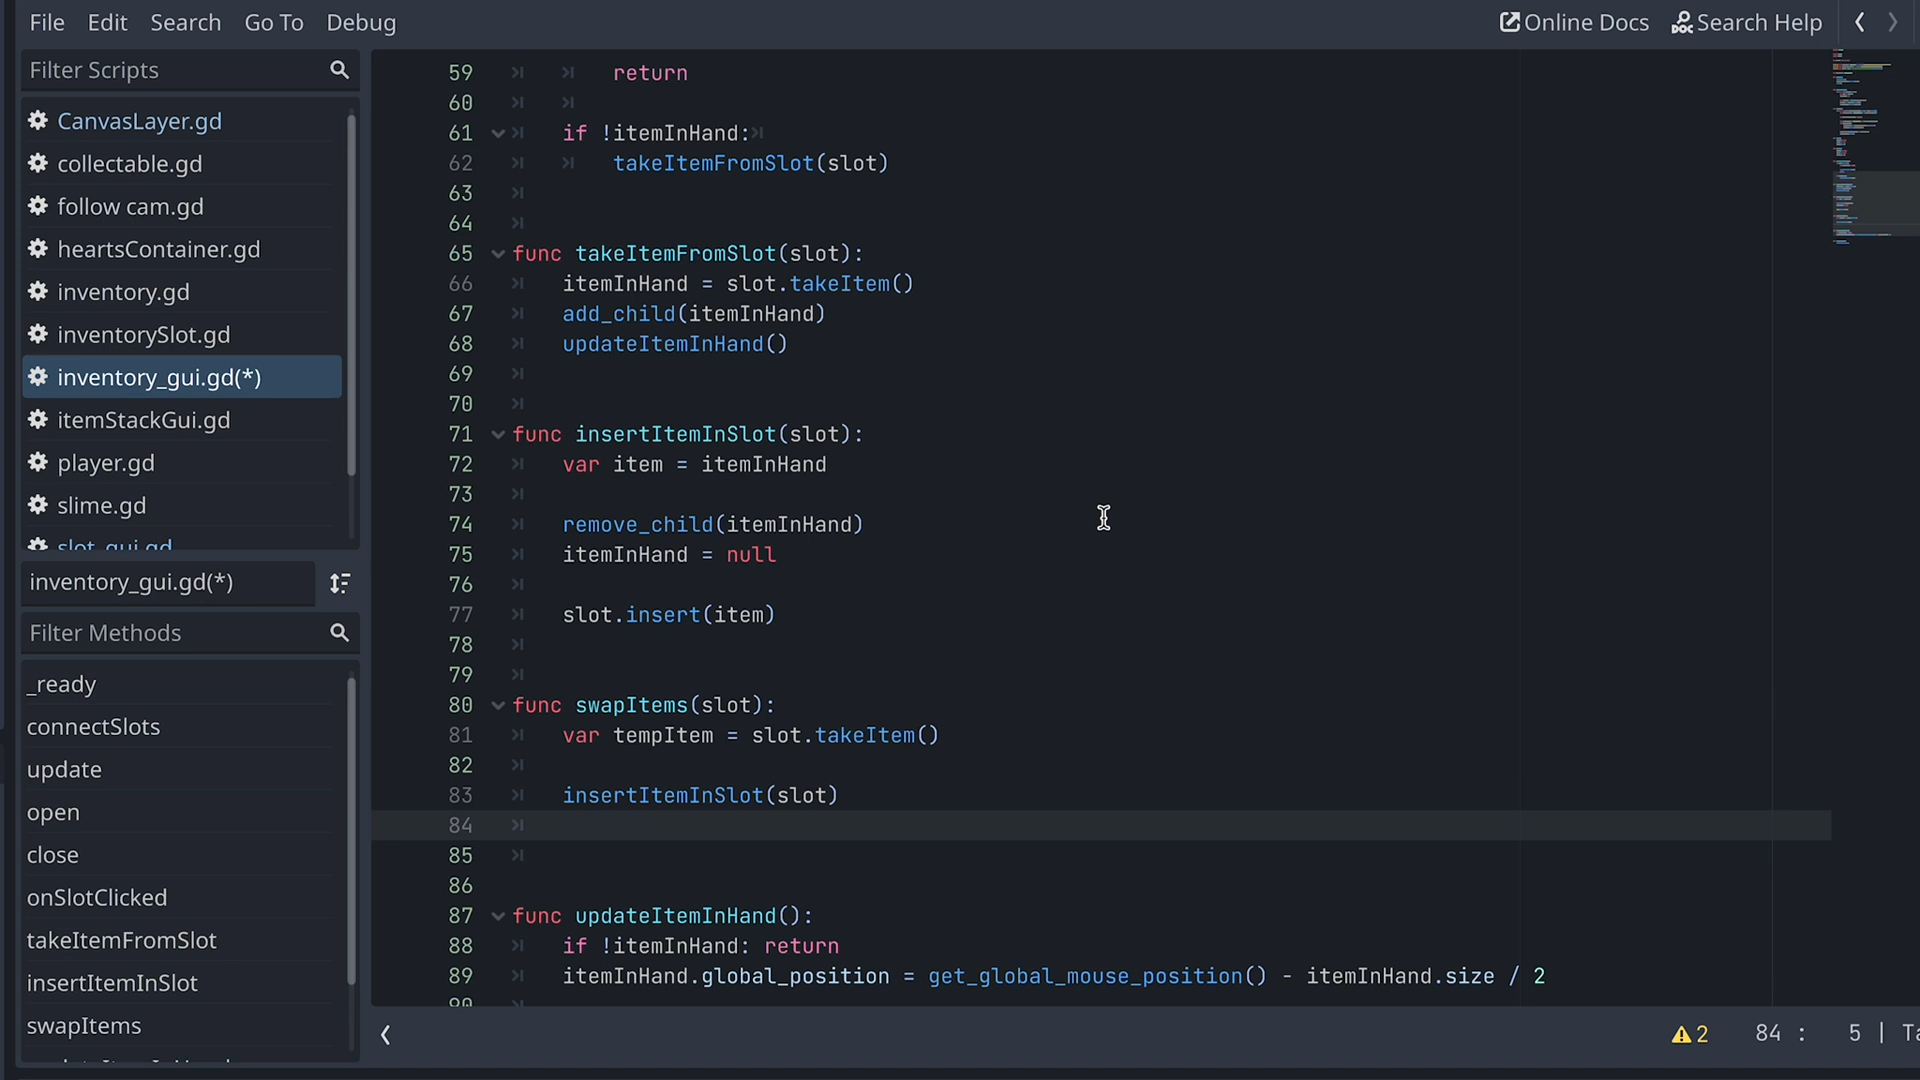 File Edit Search Go To Debug
Online Docs Search Help
Filter Scripts
CanvasLayer.gd
collectable.gd
follow cam.gd
heartsContainer.gd
inventory.gd
inventorySlot.gd
inventory_gui.gd(*)
itemStackGui.gd
player.gd
slime.gd
slot_gui.gd
inventory_gui.gd(*)
Filter Methods
_ready
connectSlots
update
open
close
onSlotClicked
takeItemFromSlot
insertItemInSlot
swapItems
59 return
60
61 if !itemInHand:
62 takeItemFromSlot(slot)
63
64
65 func takeItemFromSlot(slot):
66 itemInHand = slot.takeItem()
67 add_child(itemInHand)
68 updateItemInHand()
69
70
71 func insertItemInSlot(slot):
72 var item = itemInHand
73
74 remove_child(itemInHand)
75 itemInHand = null
76
77 slot.insert(item)
78
79
80 func swapItems(slot):
81 var tempItem = slot.takeItem()
82
83 insertItemInSlot(slot)
84
85
86
87 func updateItemInHand():
88 if !itemInHand: return
89 itemInHand.global_position = get_global_mouse_position() - itemInHand.size / 2
90
2 84 : 5 |